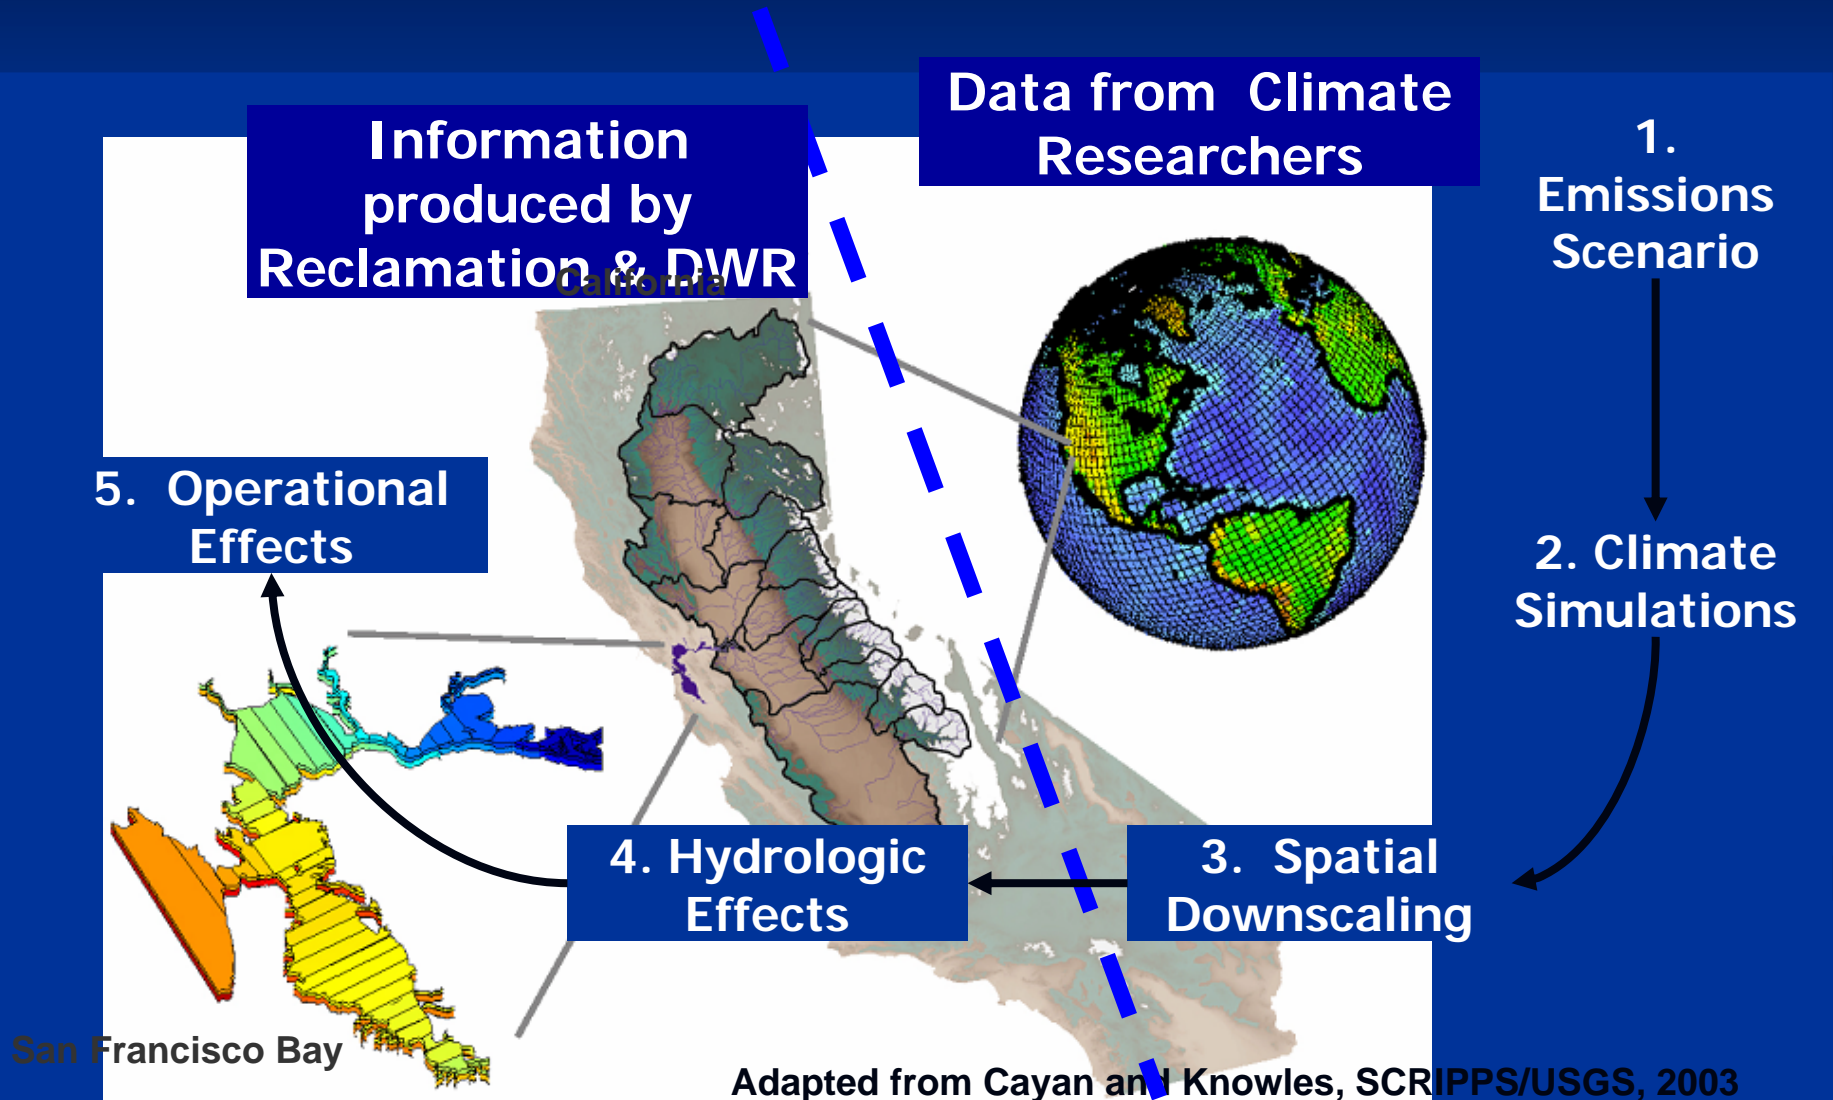 Information
produced by
Reclamation & DWR
Data from Climate
Researchers
California
1.
Emissions
Scenario
2. Climate
Simulations
3. Spatial
Downscaling
4. Hydrologic
Effects
5. Operational
Effects
San Francisco Bay
Adapted from Cayan and Knowles, SCRIPPS/USGS, 2003